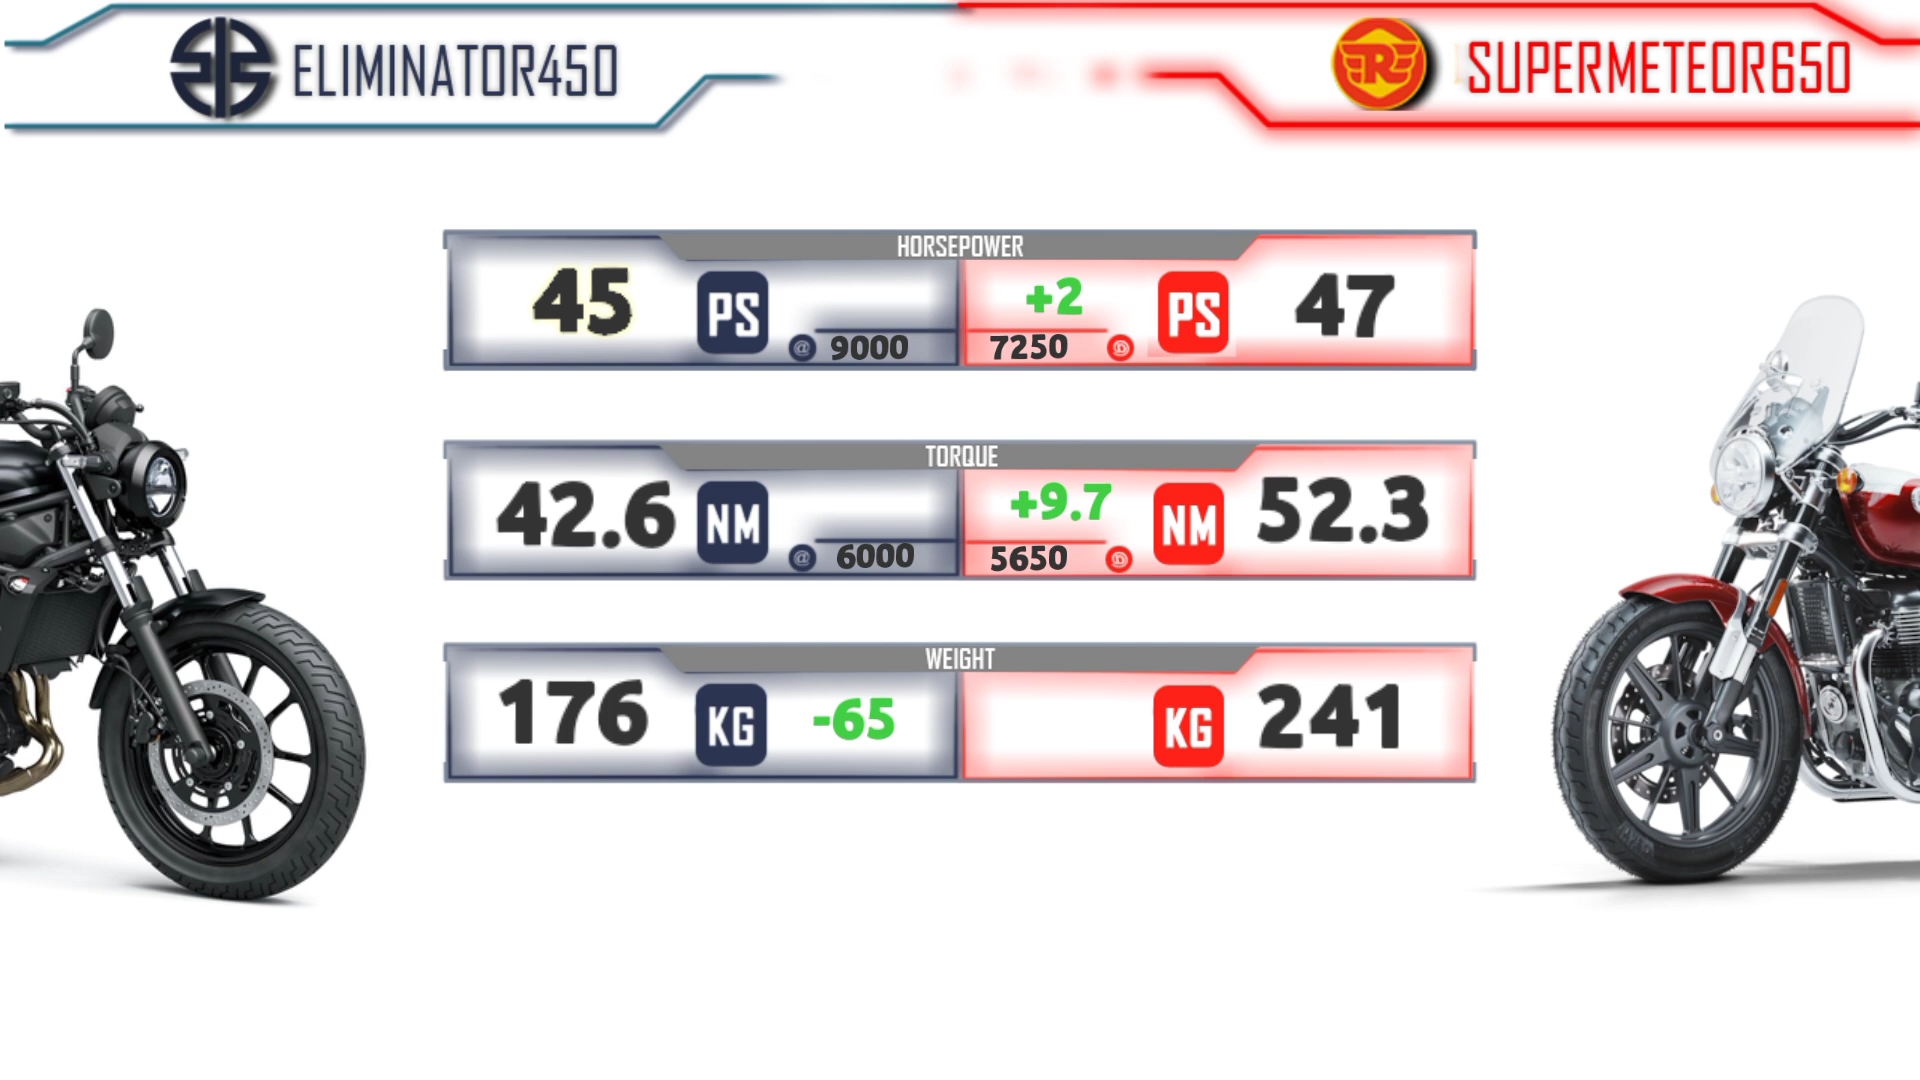 ELIMINATOR450
R SUPERMETEOR650
HORSEPOWER
45 PS @ 9000
+2 7250 PS 47
TORQUE
42.6 NM @ 6000
+9.7 5650 NM 52.3
WEIGHT
176 KG -65
KG 241